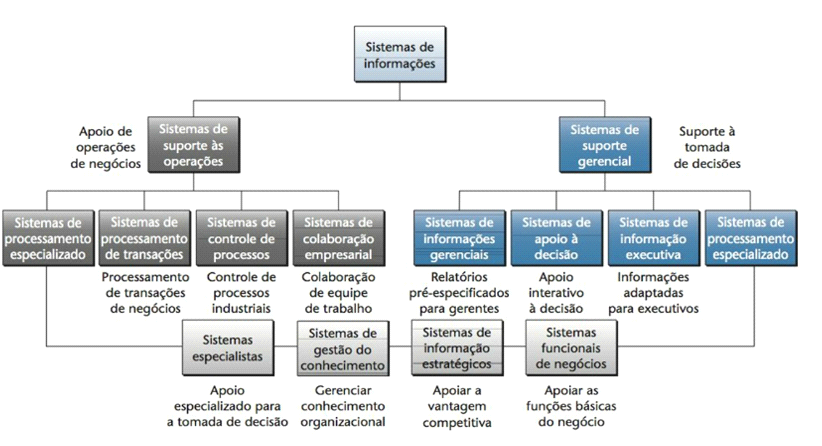 Sistemas de
informações
Apoio de
operações
de negócios
Sistemas de
suporte às
operações
Sistemas de
suporte
gerencial
Suporte à
tomada
de decisões
Sistemas de
processamento
especializado
Sistemas de
processamento
de transações
Sistemas de
controle de
processos
Sistemas de
colaboração
empresarial
Sistemas de
informações
gerenciais
Sistemas de
apoio à
decisão
Sistemas de
informação
executiva
Sistemas de
processamento
especializado
Processamento
de transações
de negócios
Controle de
processos
industriais
Colaboração
de equipe
de trabalho
Relatórios
pré-especificados
para gerentes
Apoio
interativo
à decisão
Informações
adaptadas
para executivos
Sistemas
especialistas
Sistemas de
gestão do
conhecimento
Sistemas de
informação
estratégicos
Sistemas
funcionais
de negócios
Apoio
especializado para
a tomada de decisão
Gerenciar
conhecimento
organizacional
Apoiar a
vantagem
competitiva
Apoiar as
funções básicas
do negócio